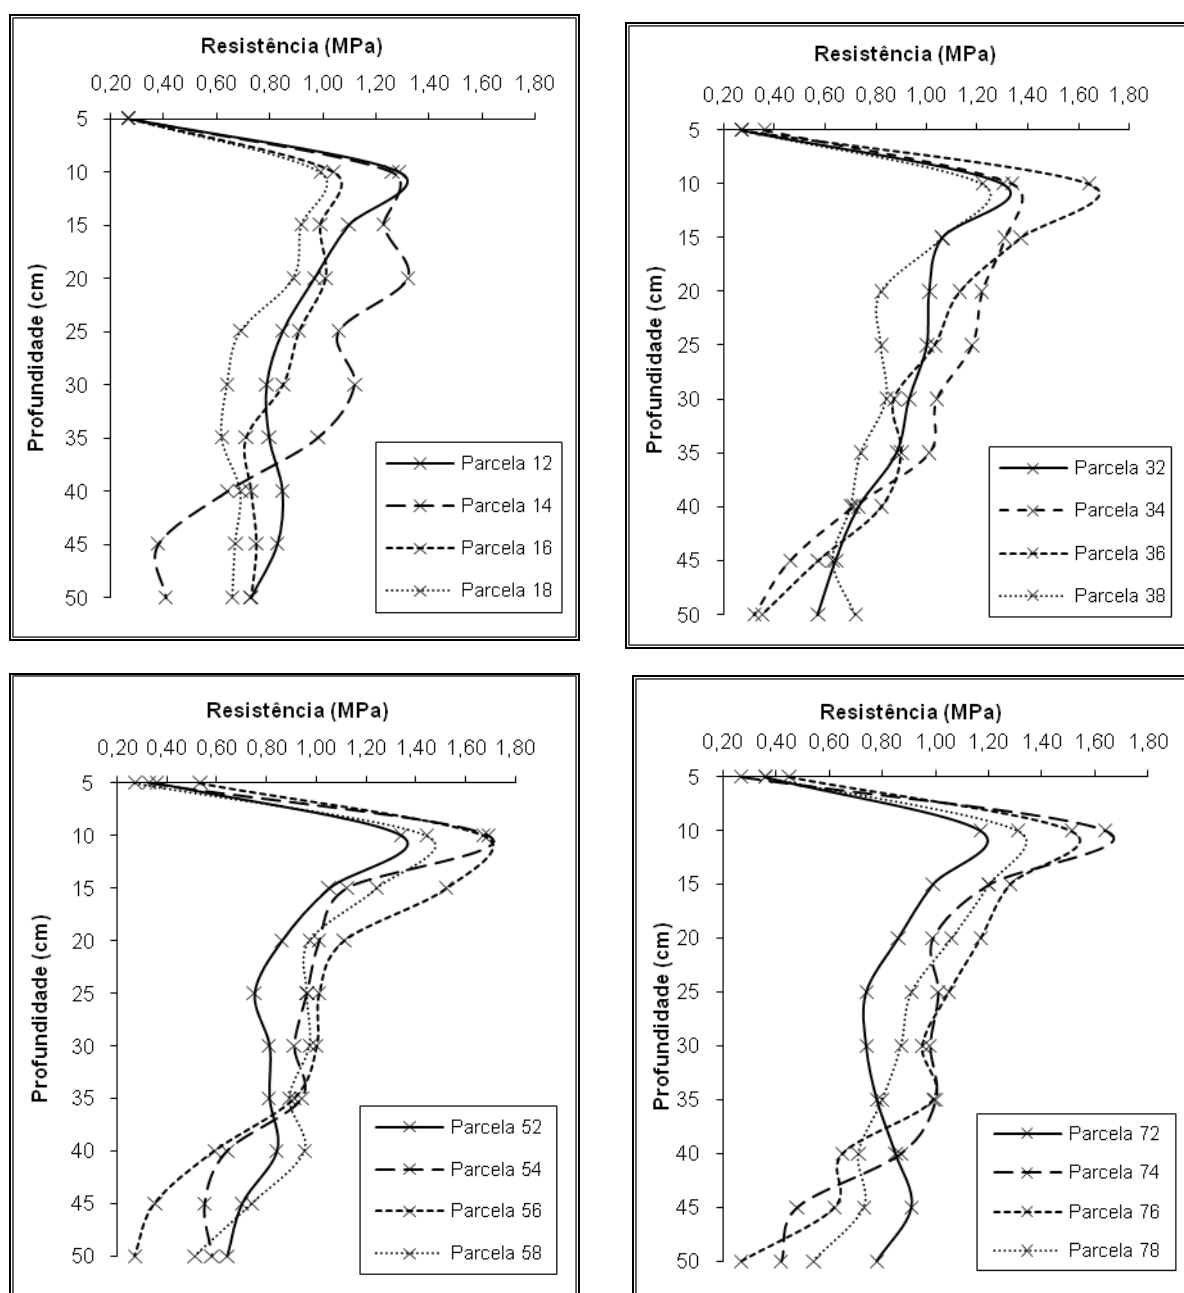 Resistência (MPa)
0,20 0,40 0,60 0,80 1,00 1,20 1,40 1,60 1,80
Profundidade (cm)
5
10
15
20
25
30
35
40
45
50
Parcela 12
Parcela 14
Parcela 16
Parcela 18
Resistência (MPa)
0,20 0,40 0,60 0,80 1,00 1,20 1,40 1,60 1,80
Profundidade (cm)
5
10
15
20
25
30
35
40
45
50
Parcela 32
Parcela 34
Parcela 36
Parcela 38
Resistência (MPa)
0,20 0,40 0,60 0,80 1,00 1,20 1,40 1,60 1,80
Profundidade (cm)
5
10
15
20
25
30
35
40
45
50
Parcela 52
Parcela 54
Parcela 56
Parcela 58
Resistência (MPa)
0,20 0,40 0,60 0,80 1,00 1,20 1,40 1,60 1,80
Profundidade (cm)
5
10
15
20
25
30
35
40
45
50
Parcela 72
Parcela 74
Parcela 76
Parcela 78